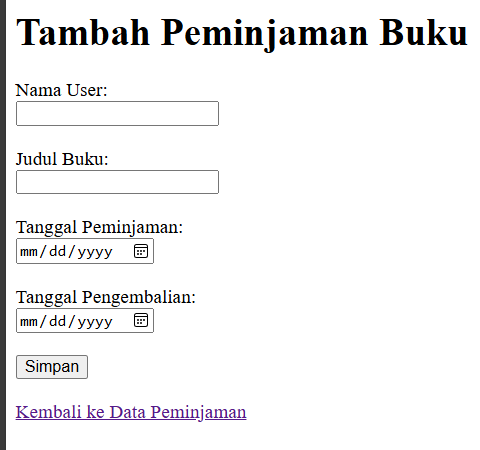 Tambah Peminjaman Buku
Nama User:
Judul Buku:
Tanggal Peminjaman:
mm/dd/yyyy
Tanggal Pengembalian:
mm/dd/yyyy
Simpan
Kembali ke Data Peminjaman